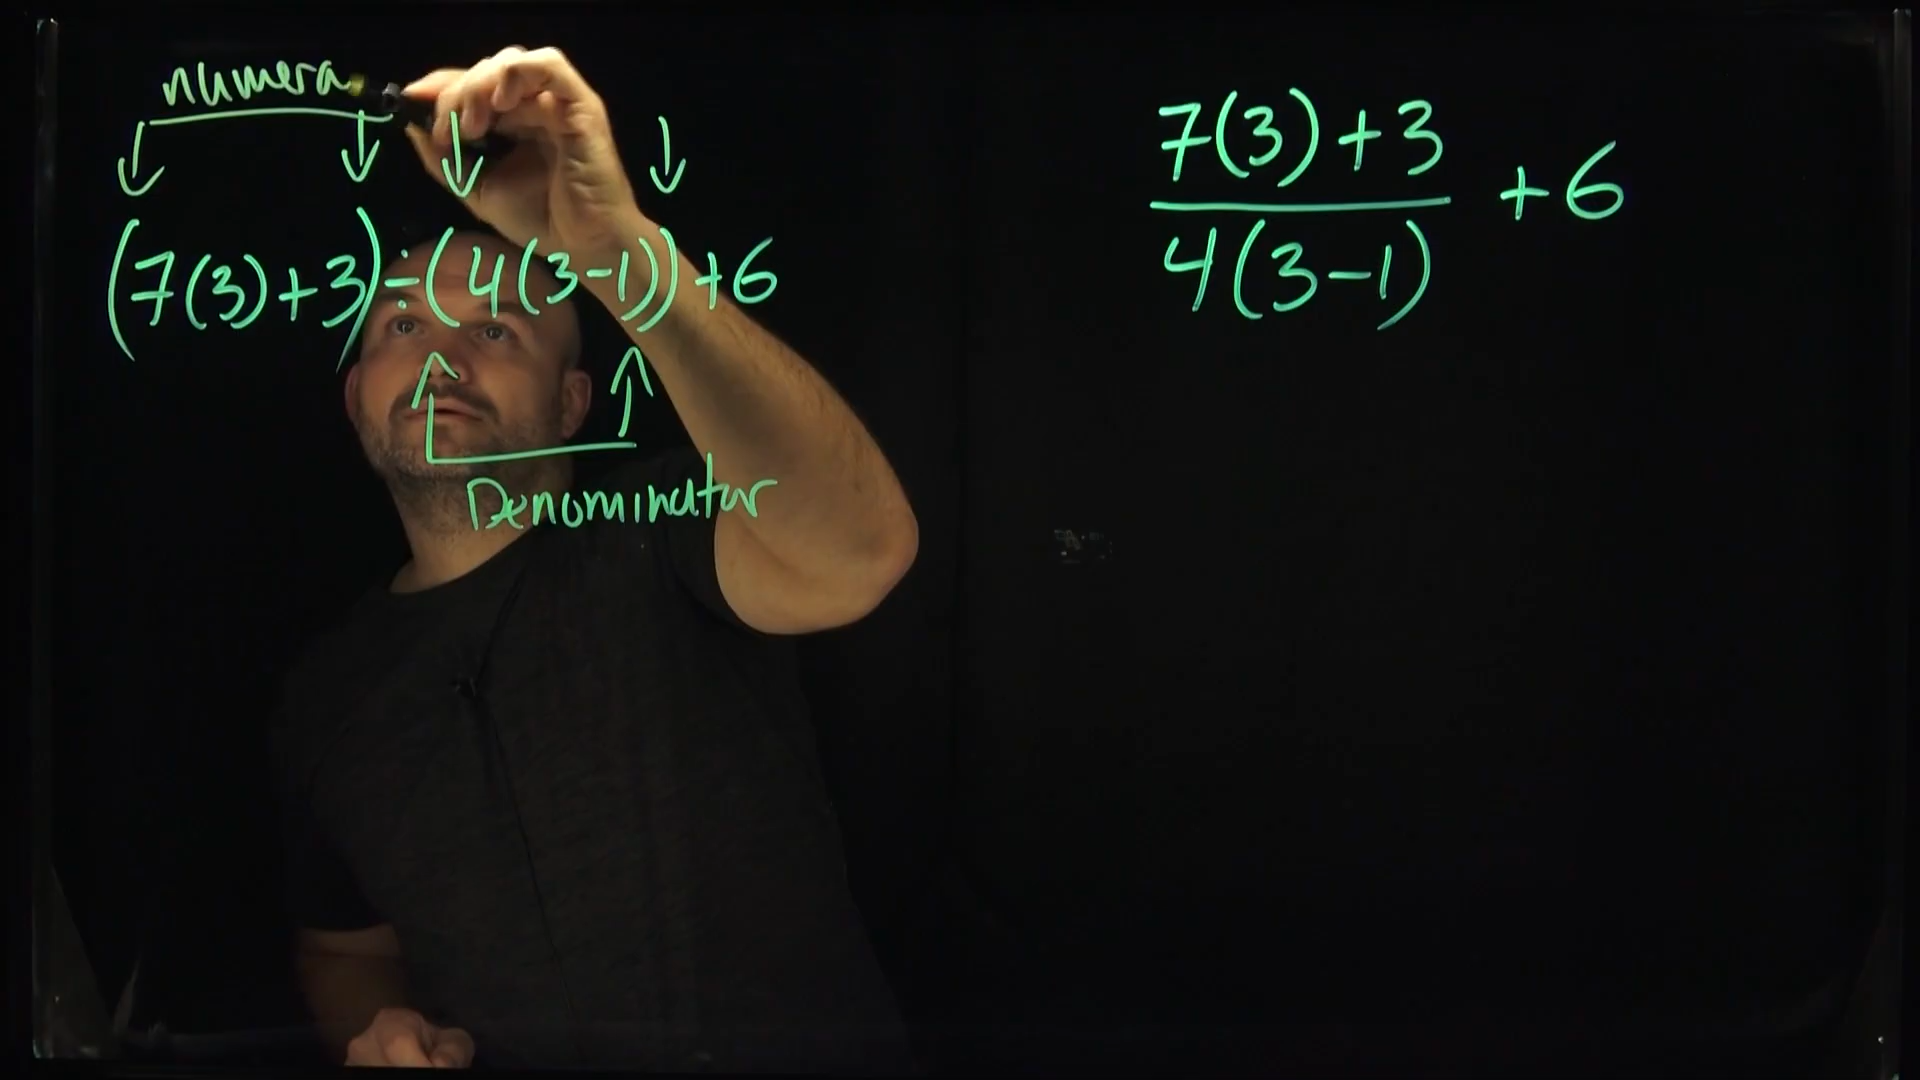 numera
(7(3)+3)÷(4(3-1))+6
Denominator
7(3)+3
4(3-1)
+6